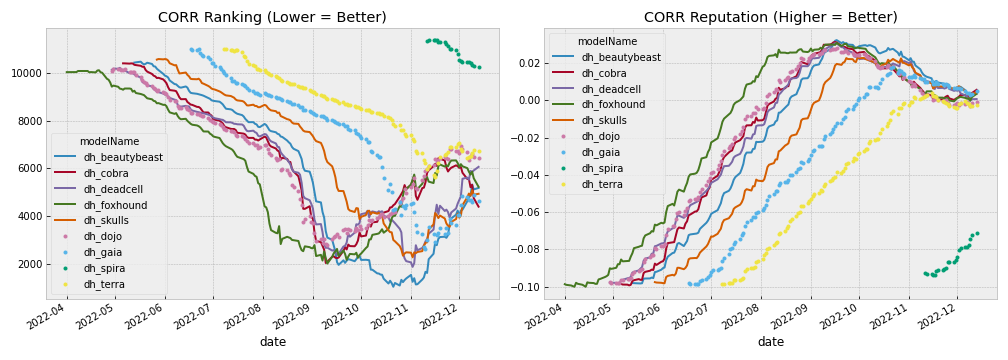 CORR Ranking (Lower = Better)
10000
8000
6000
4000
2000
modelName
dh_beautybeast
dh_cobra
dh_deadcell
dh_foxhound
dh_skulls
dh_dojo
dh_gaia
dh_spira
dh_terra
2022-04
2022-05
2022-06
2022-07
2022-08
2022-09
2022-10
2022-11
2022-12
date
CORR Reputation (Higher = Better)
0.02
0.00
−0.02
−0.04
−0.06
−0.08
−0.10
modelName
dh_beautybeast
dh_cobra
dh_deadcell
dh_foxhound
dh_skulls
dh_dojo
dh_gaia
dh_spira
dh_terra
2022-04
2022-05
2022-06
2022-07
2022-08
2022-09
2022-10
2022-11
2022-12
date